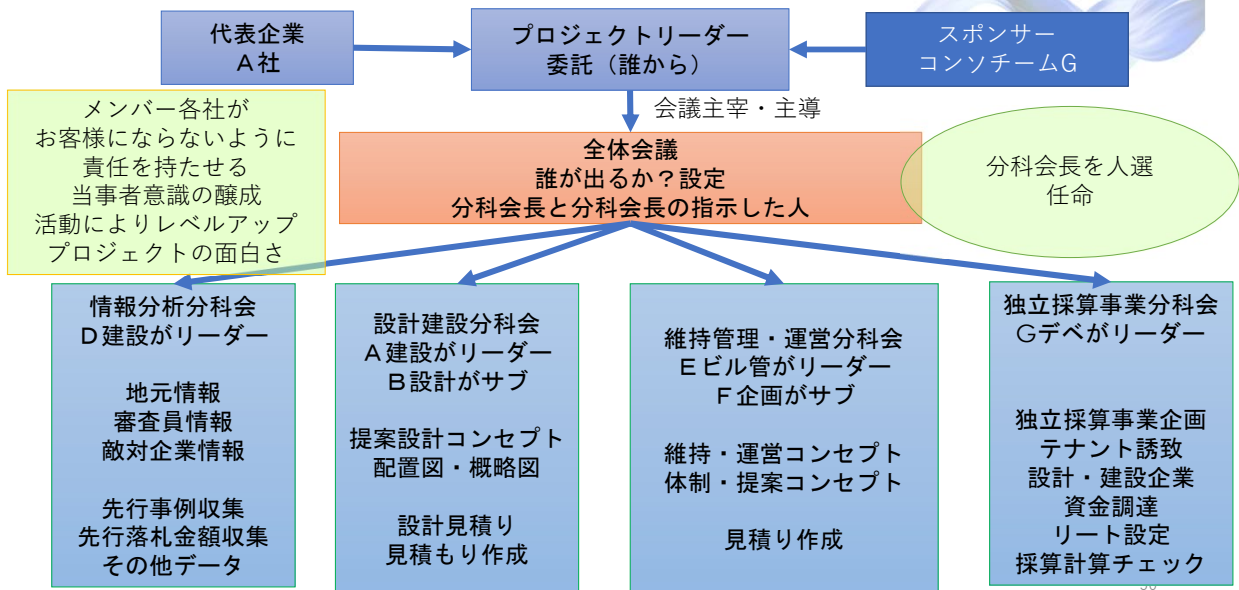 代表企業
A社
プロジェクトリーダー
委託（誰から）
スポンサー
コンソチームG
会議主宰・主導
メンバー各社が
お客様にならないように
責任を持たせる
当事者意識の醸成
活動によりレベルアップ
プロジェクトの面白さ
全体会議
誰が出るか？設定
分科会長と分科会長の指示した人
分科会長を人選
任命
情報分析分科会
D建設がリーダー
地元情報
審査員情報
敵対企業情報
先行事例収集
先行落札金額収集
その他データ
設計建設分科会
A建設がリーダー
B設計がサブ
提案設計コンセプト
配置図・概略図
設計見積り
見積もり作成
維持管理・運営分科会
Eビル管がリーダー
F企画がサブ
維持・運営コンセプト
体制・提案コンセプト
見積り作成
独立採算事業分科会
Gデベがリーダー
独立採算事業企画
テナント誘致
設計・建設企業
資金調達
リート設定
採算計算チェック